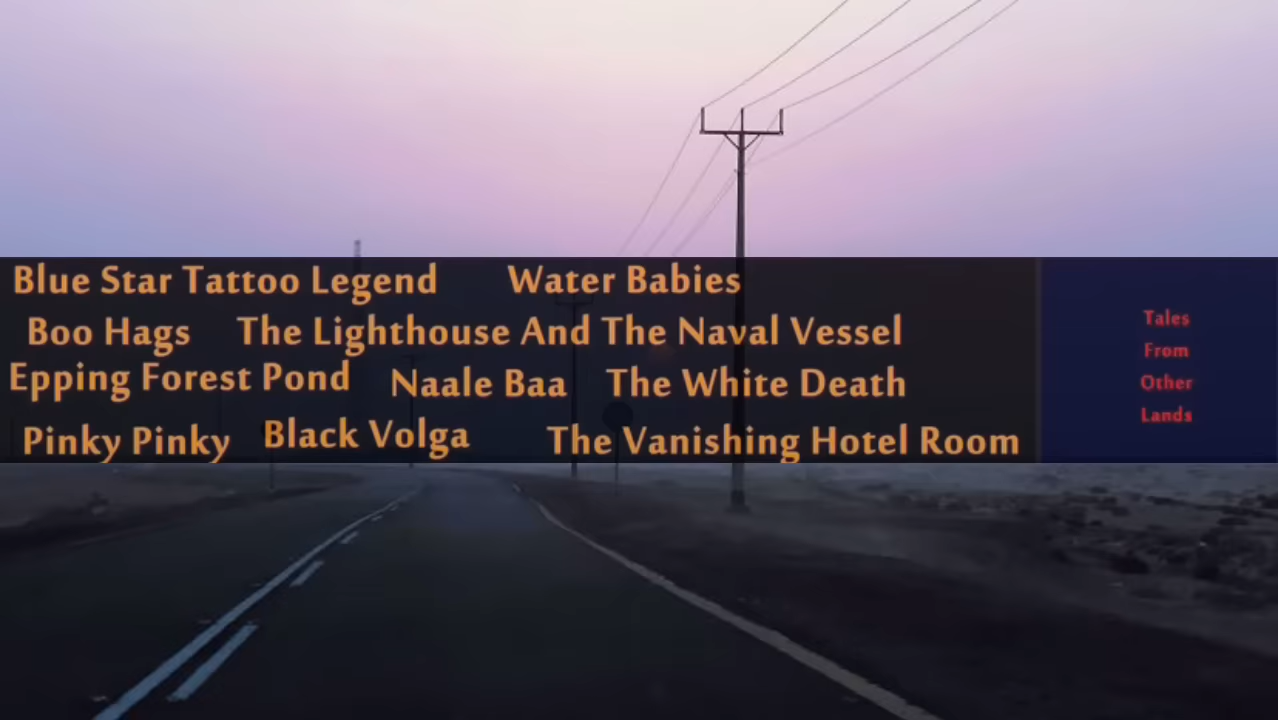 Blue Star Tattoo Legend Water Babies
Boo Hags The Lighthouse And The Naval Vessel
Epping Forest Pond Naale Baa The White Death
Pinky Pinky Black Volga The Vanishing Hotel Room
Tales
From
Other
Lands